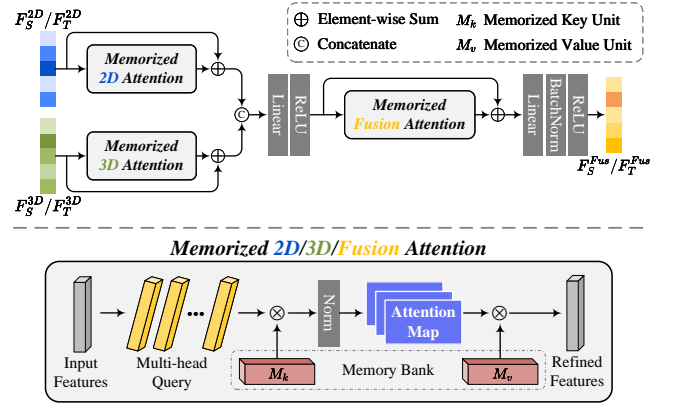 F_S^{2D}/F_T^{2D}
Memorized
2D Attention
⊕ Element-wise Sum
M_k Memorized Key Unit
© Concatenate
M_v Memorized Value Unit
C
Linear
ReLU
Memorized
Fusion Attention
Linear
BatchNorm
ReLU
Memorized
3D Attention
F_S^{3D}/F_T^{3D}
F_S^{Fus}/F_T^{Fus}
Memorized 2D/3D/Fusion Attention
Norm
Attention
Map
Input
Features
Multi-head
Query
M_k
Memory Bank
M_v
Refined
Features